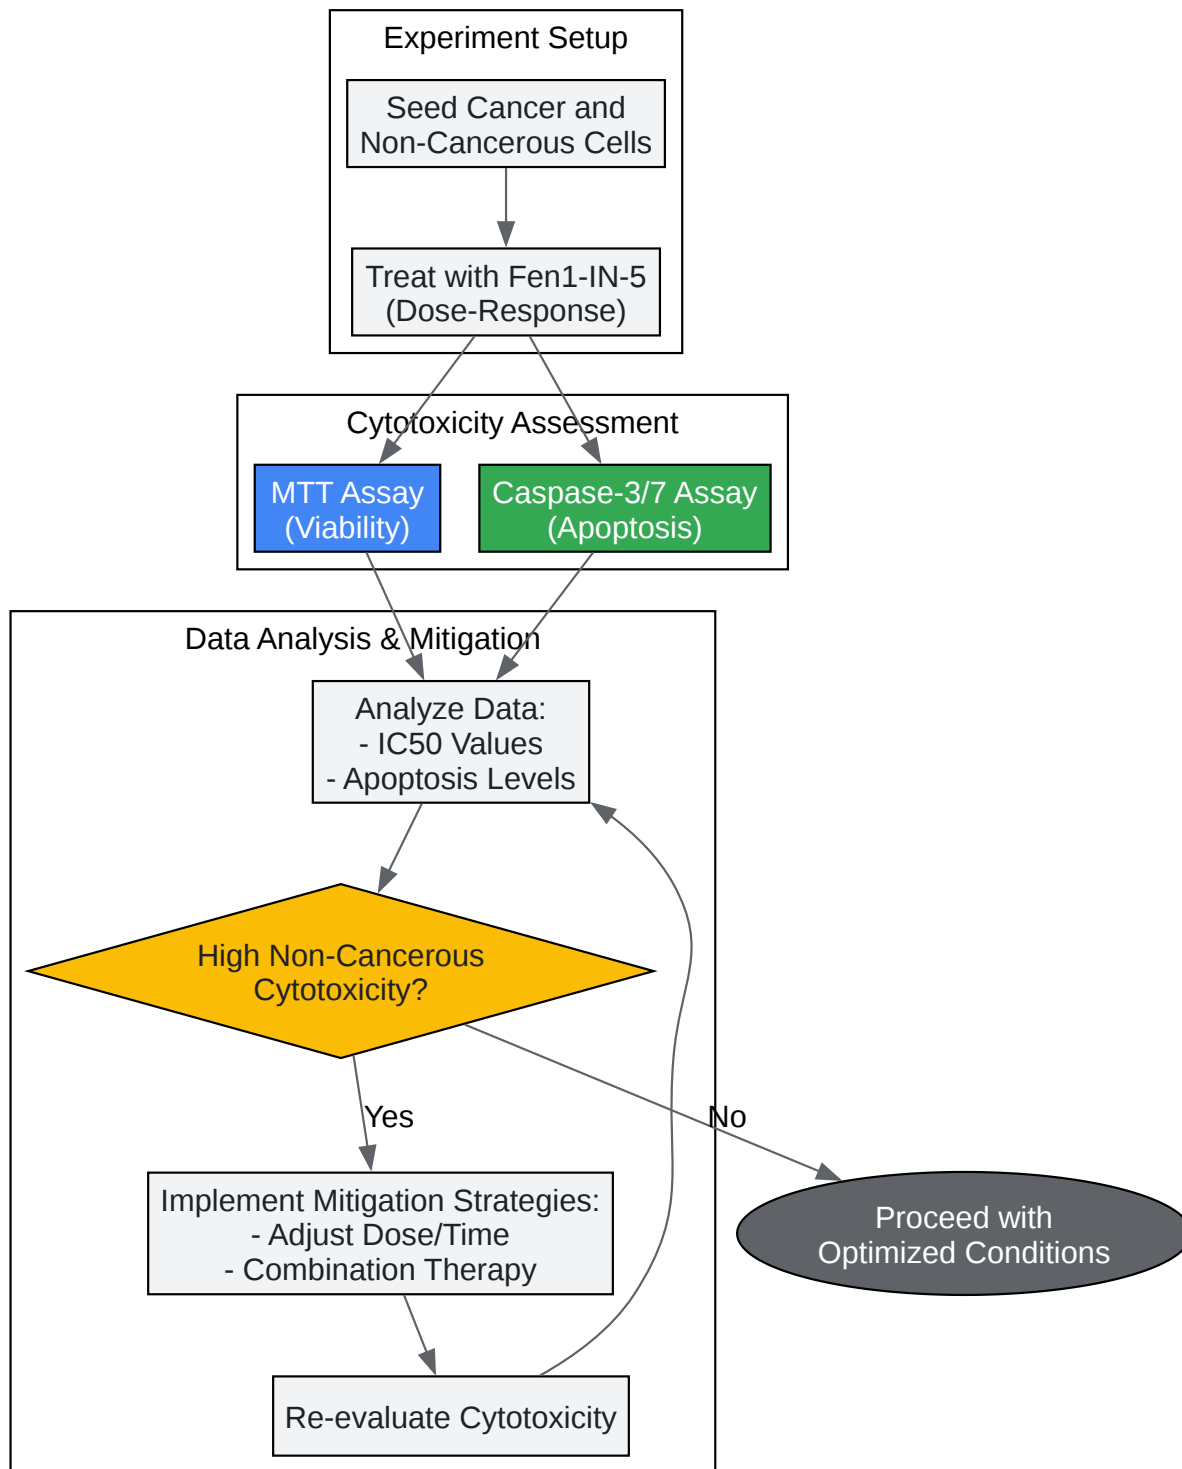 Experiment Setup
Seed Cancer and
Non-Cancerous Cells
Treat with Fen1-IN-5
(Dose-Response)
Cytotoxicity Assessment
MTT Assay
(Viability)
Caspase-3/7 Assay
(Apoptosis)
Data Analysis & Mitigation
Analyze Data:
- IC50 Values
- Apoptosis Levels
High Non-Cancerous
Cytotoxicity?
Yes
No
Implement Mitigation Strategies:
- Adjust Dose/Time
- Combination Therapy
Proceed with
Optimized Conditions
Re-evaluate Cytotoxicity